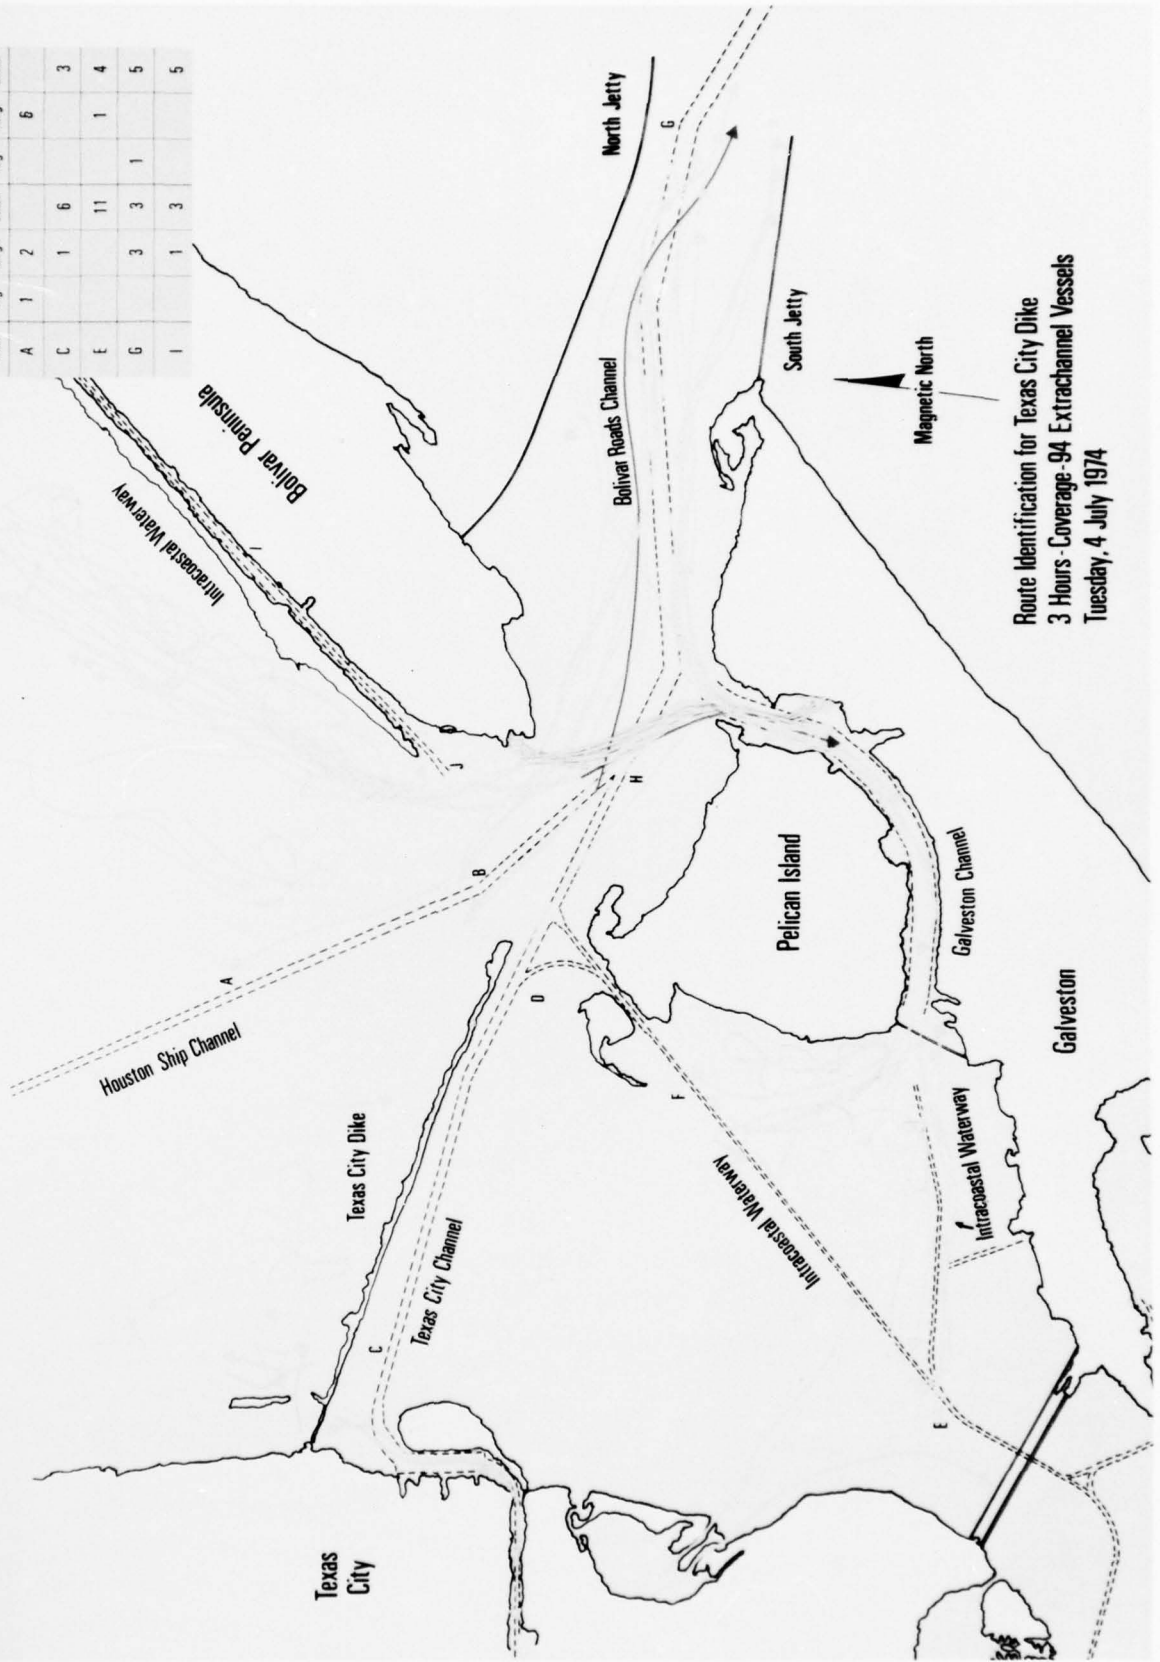 A 1 2 6
C 1 6 3
E 11 1 4
G 3 3 1 5
I 1 3 5
Houston Ship Channel
A
B
Intracoastal Waterway
Bolivar Peninsula
I
J
North Jetty
G
Bolivar Roads Channel
South Jetty
H
Texas City Dike
Texas City Channel
C
D
Texas
City
F
Intracoastal Waterway
E
Pelican Island
Galveston Channel
Intracoastal Waterway
Galveston
Magnetic North
Route Identification for Texas City Dike
3 Hours - Coverage - 94 Extrachannel Vessels
Tuesday, 4 July 1974